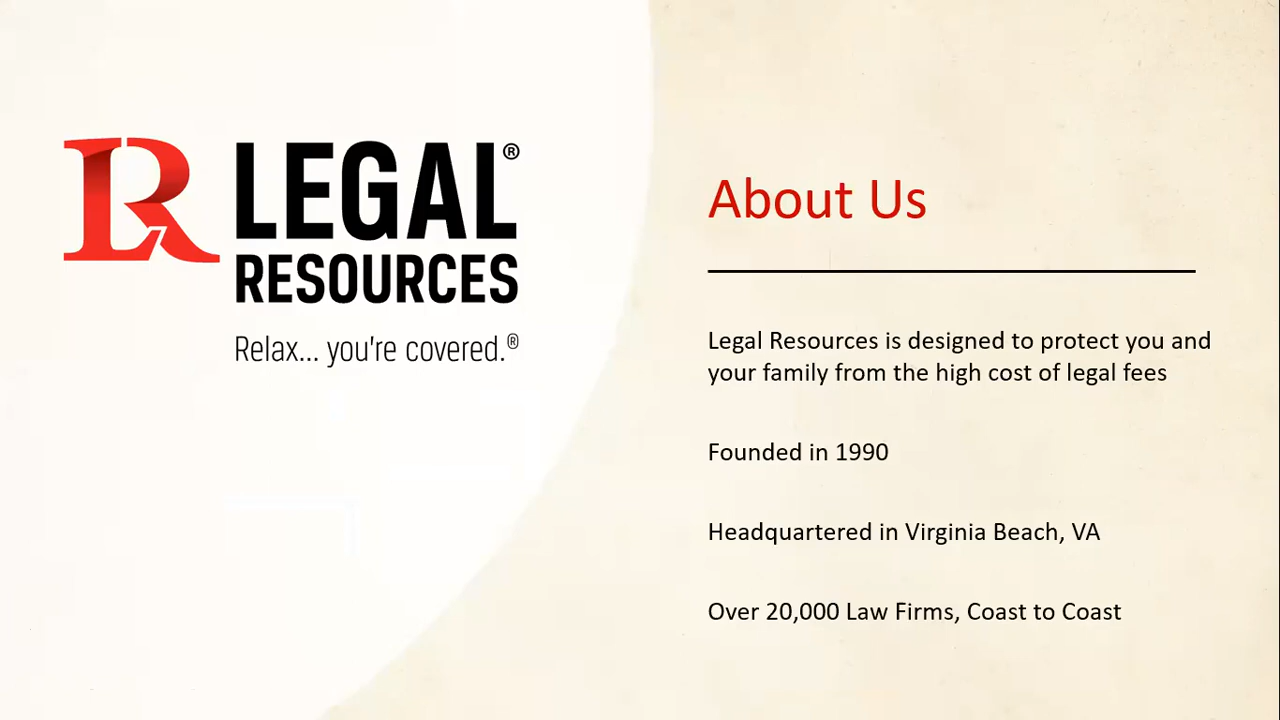 LR LEGAL®
RESOURCES
Relax... you're covered.®
About Us
Legal Resources is designed to protect you and
your family from the high cost of legal fees
Founded in 1990
Headquartered in Virginia Beach, VA
Over 20,000 Law Firms, Coast to Coast